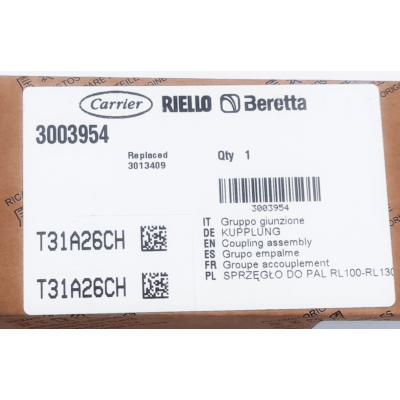 Carrier RIELLO Beretta
3003954
Replaced
3013409
Qty 1
3003954
T31A26CH
T31A26CH
IT Gruppo giunzione
DE KUPPLUNG
EN Coupling assembly
ES Grupo empalme
FR Groupe accouplement
PL SPRZĘGŁO DO PAL RL100-RL130